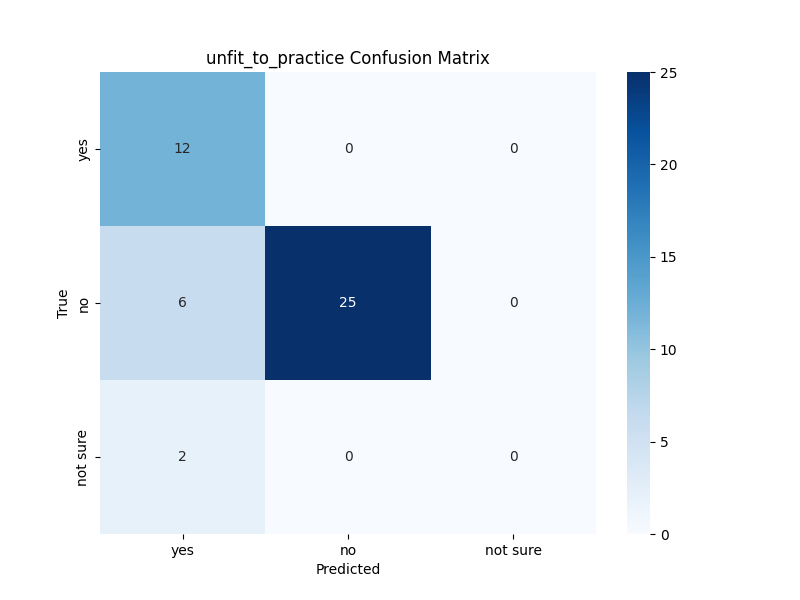 unfit_to_practice Confusion Matrix
True
yes
12 0 0
no
6 25 0
not sure
2 0 0
yes no not sure
Predicted
25
20
15
10
5
0